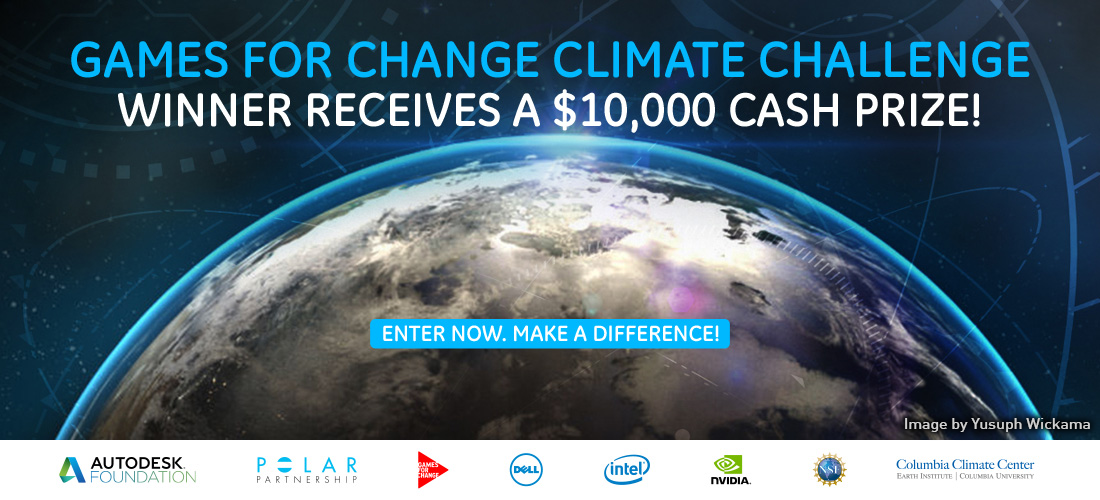 GAMES FOR CHANGE CLIMATE CHALLENGE
WINNER RECEIVES A $10,000 CASH PRIZE!
ENTER NOW. MAKE A DIFFERENCE!
Image by Yusuph Wickama
AUTODESK.
FOUNDATION
POLAR
PARTNERSHIP
GAMES
FOR
CHANGE
DELL
intel
NVIDIA.
NSF
Columbia Climate Center
EARTH INSTITUTE | COLUMBIA UNIVERSITY